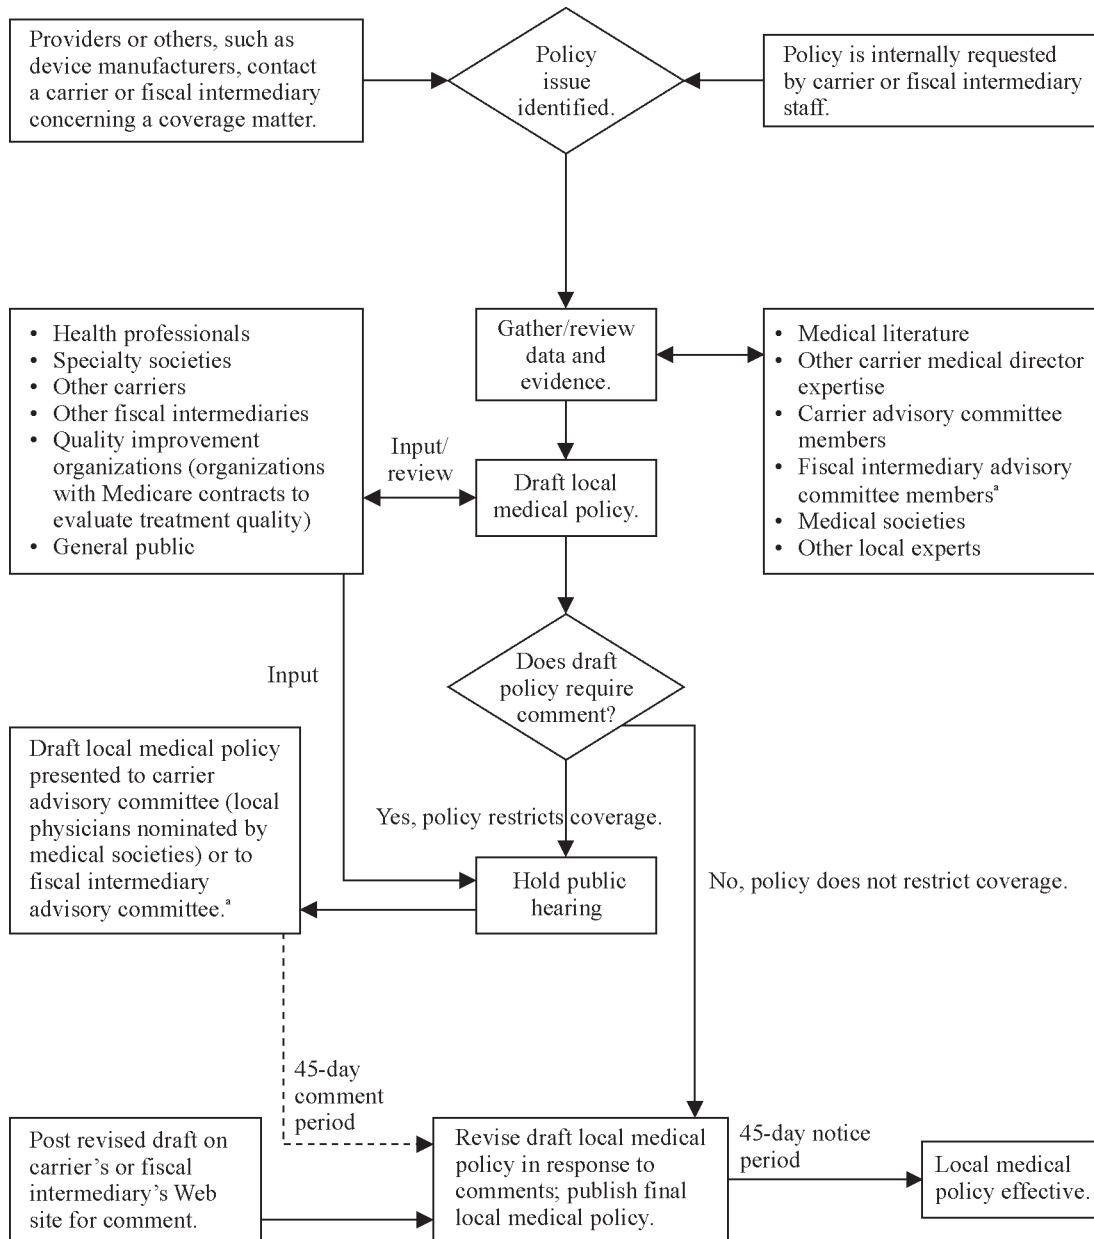 Providers or others, such as
device manufacturers, contact
a carrier or fiscal intermediary
concerning a coverage matter.
Policy
issue
identified.
Policy is internally requested
by carrier or fiscal intermediary
staff.
• Health professionals
• Specialty societies
• Other carriers
• Other fiscal intermediaries
• Quality improvement
organizations (organizations
with Medicare contracts to
evaluate treatment quality)
• General public
Gather/review
data and
evidence.
• Medical literature
• Other carrier medical director
expertise
• Carrier advisory committee
members
• Fiscal intermediary advisory
committee membersª
• Medical societies
• Other local experts
Input/
review
Draft local
medical policy.
Input
Does draft
policy require
comment?
Draft local medical policy
presented to carrier
advisory committee (local
physicians nominated by
medical societies) or to
fiscal intermediary
advisory committee.ª
Yes, policy restricts coverage.
Hold public
hearing
No, policy does not restrict coverage.
45-day
comment
period
Post revised draft on
carrier’s or fiscal
intermediary’s Web
site for comment.
Revise draft local medical
policy in response to
comments; publish final
local medical policy.
45-day notice
period
Local medical
policy effective.